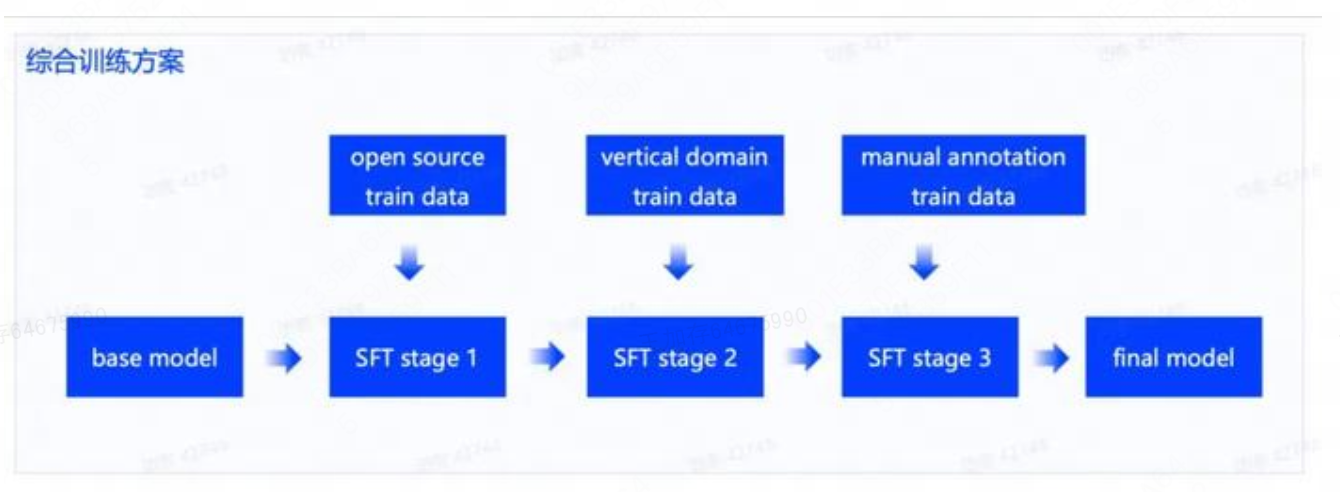 综合训练方案
open source
train data
vertical domain
train data
manual annotation
train data
base model
SFT stage 1
SFT stage 2
SFT stage 3
final model